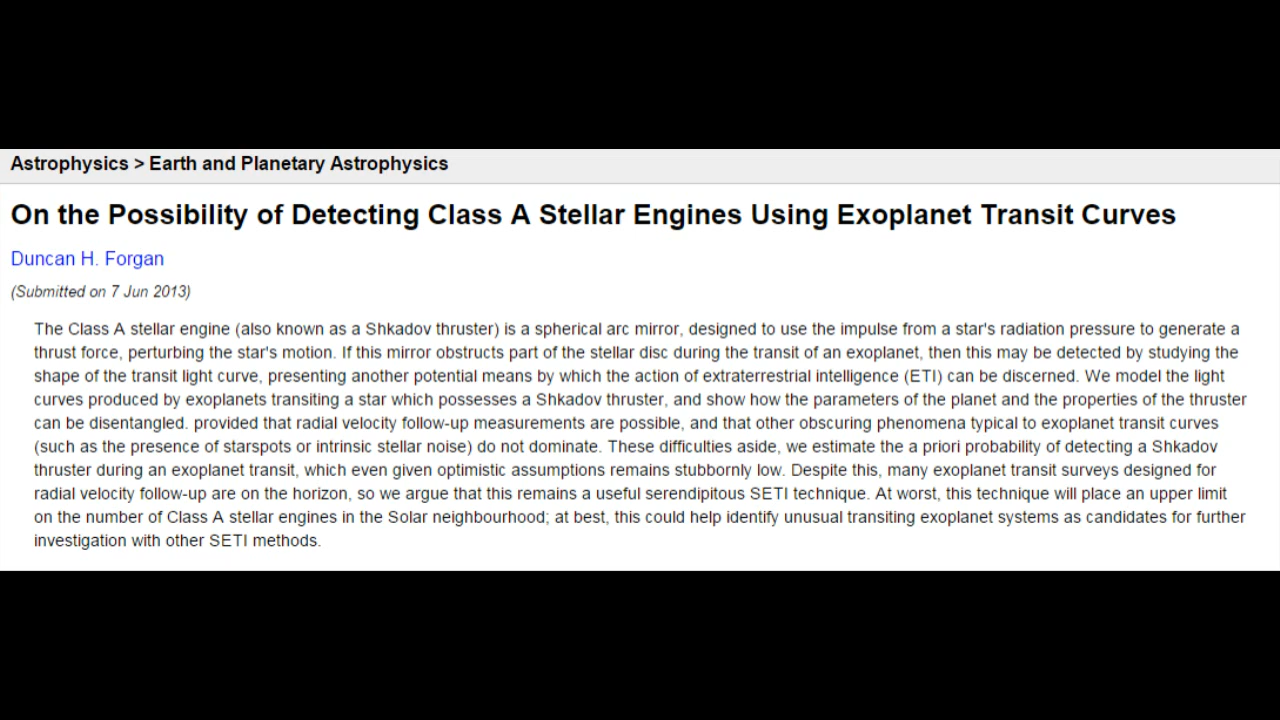 Astrophysics > Earth and Planetary Astrophysics
On the Possibility of Detecting Class A Stellar Engines Using Exoplanet Transit Curves
Duncan H. Forgan
(Submitted on 7 Jun 2013)
The Class A stellar engine (also known as a Shkadov thruster) is a spherical arc mirror, designed to use the impulse from a star's radiation pressure to generate a
thrust force, perturbing the star's motion. If this mirror obstructs part of the stellar disc during the transit of an exoplanet, then this may be detected by studying the
shape of the transit light curve, presenting another potential means by which the action of extraterrestrial intelligence (ETI) can be discerned. We model the light
curves produced by exoplanets transiting a star which possesses a Shkadov thruster, and show how the parameters of the planet and the properties of the thruster
can be disentangled. provided that radial velocity follow-up measurements are possible, and that other obscuring phenomena typical to exoplanet transit curves
(such as the presence of starspots or intrinsic stellar noise) do not dominate. These difficulties aside, we estimate the a priori probability of detecting a Shkadov
thruster during an exoplanet transit, which even given optimistic assumptions remains stubbornly low. Despite this, many exoplanet transit surveys designed for
radial velocity follow-up are on the horizon, so we argue that this remains a useful serendipitous SETI technique. At worst, this technique will place an upper limit
on the number of Class A stellar engines in the Solar neighbourhood; at best, this could help identify unusual transiting exoplanet systems as candidates for further
investigation with other SETI methods.